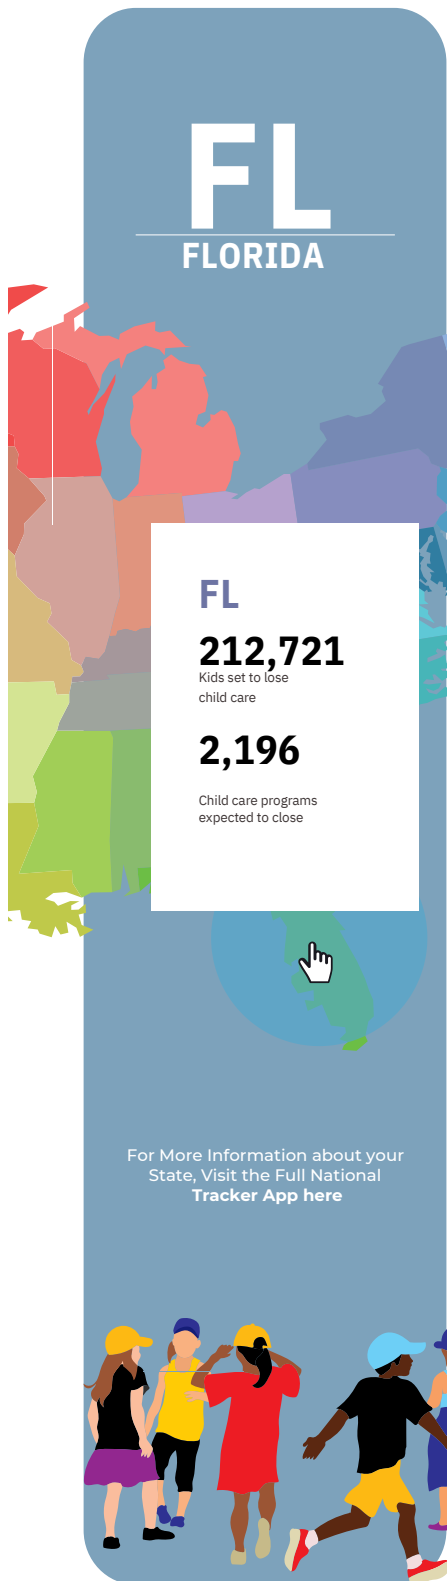 FL
FLORIDA
FL
212,721
Kids set to lose
child care
2,196
Child care programs
expected to close
For More Information about your
State, Visit the Full National
Tracker App here